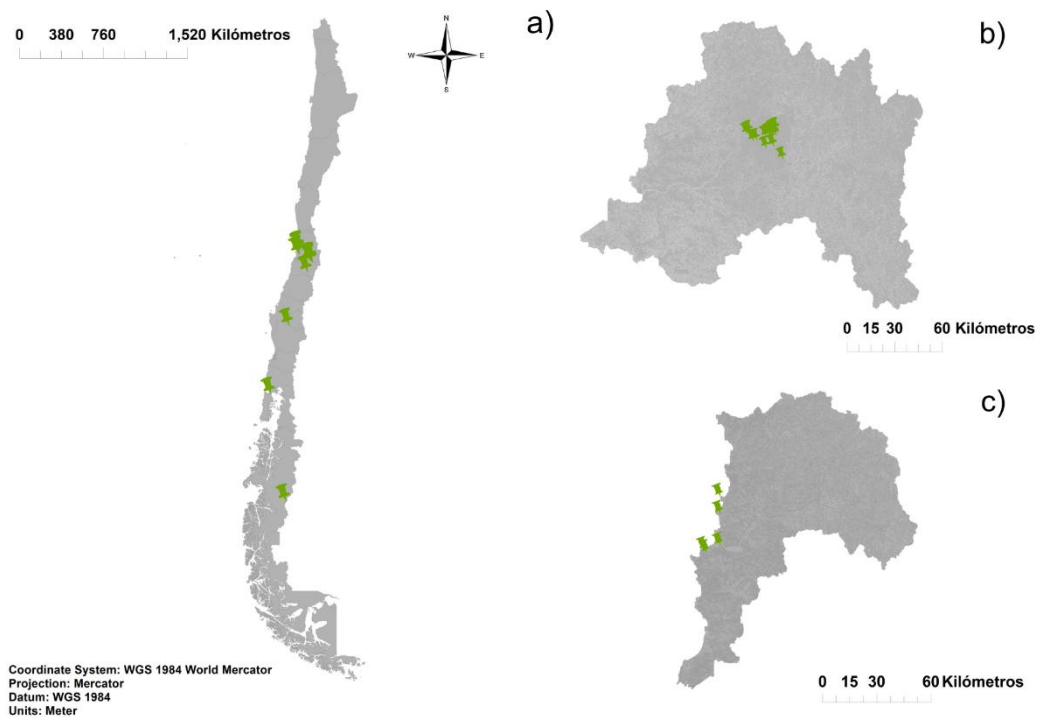 0 380 760 1,520 Kilómetros
N
W E
S
a)
b)
0 15 30 60 Kilómetros
c)
0 15 30 60 Kilómetros
Coordinate System: WGS 1984 World Mercator
Projection: Mercator
Datum: WGS 1984
Units: Meter